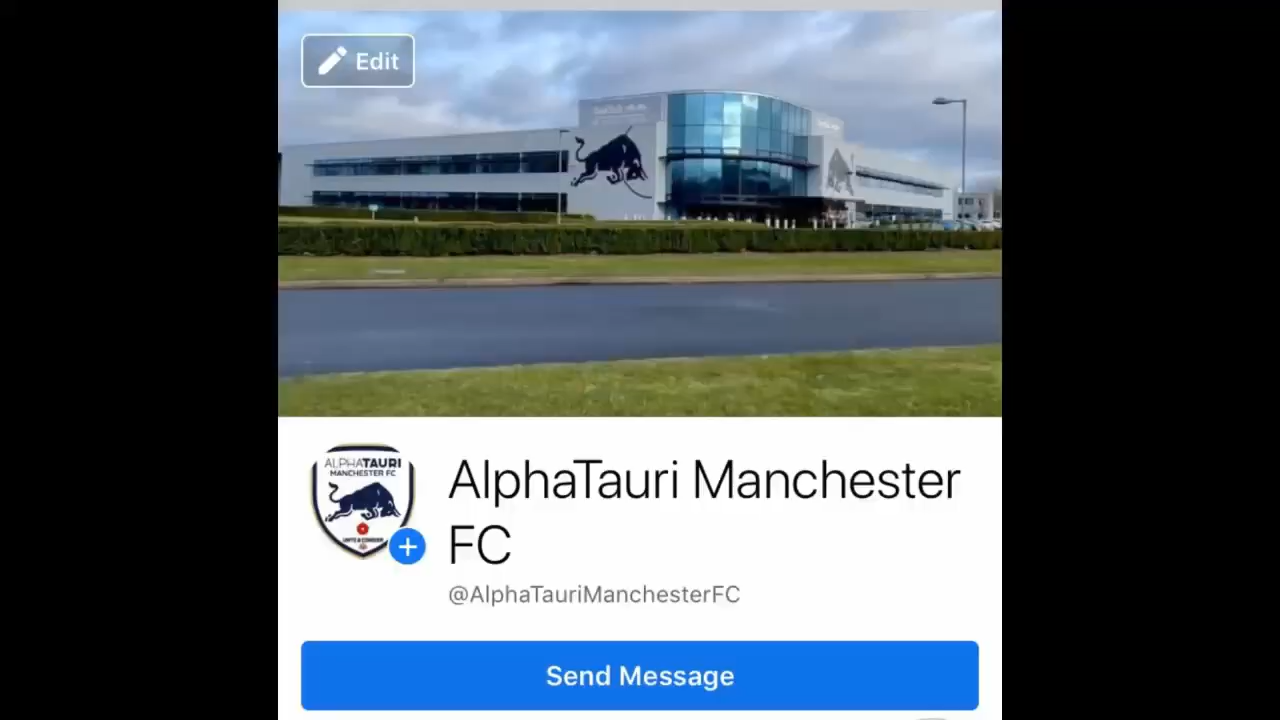 Edit
ALPHATAURI
MANCHESTER FC
AlphaTauri Manchester
FC
@AlphaTauriManchesterFC
Send Message